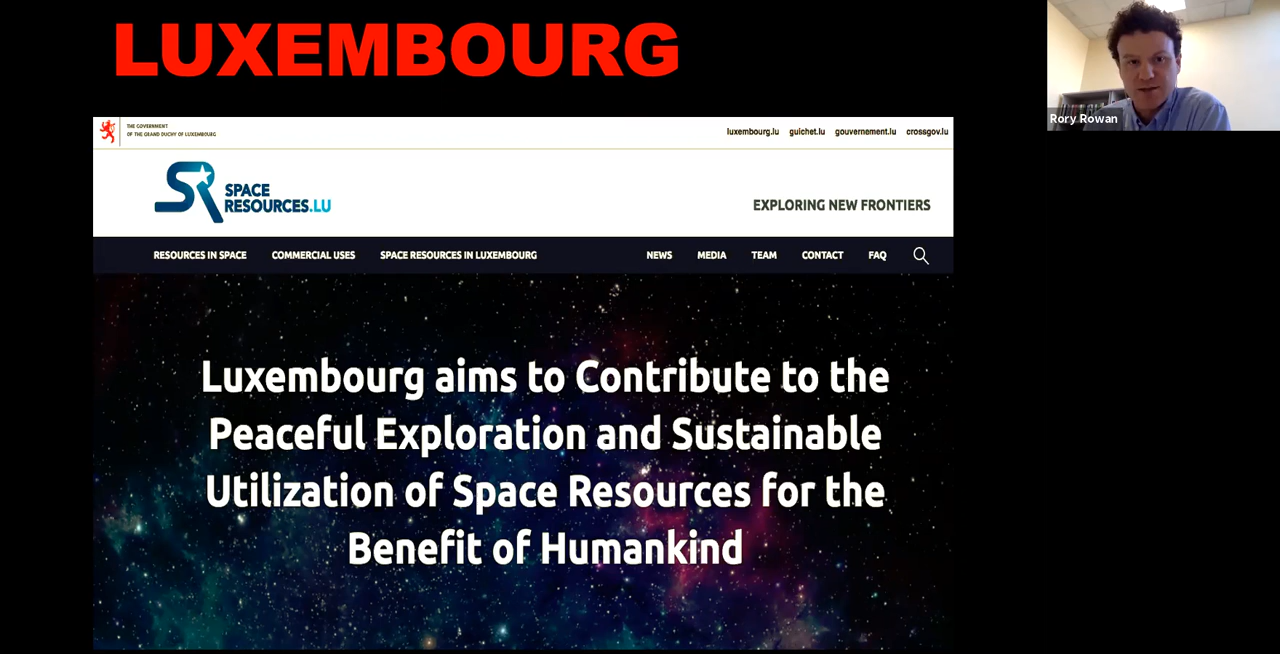 LUXEMBOURG
THE GOVERNMENT
OF THE GRAND DUCHY OF LUXEMBOURG
luxembourg.lu guichet.lu gouvernement.lu crossgov.lu
SPACE
RESOURCES.LU
EXPLORING NEW FRONTIERS
RESOURCES IN SPACE COMMERCIAL USES SPACE RESOURCES IN LUXEMBOURG NEWS MEDIA TEAM CONTACT FAQ
Luxembourg aims to Contribute to the
Peaceful Exploration and Sustainable
Utilization of Space Resources for the
Benefit of Humankind
Rory Rowan